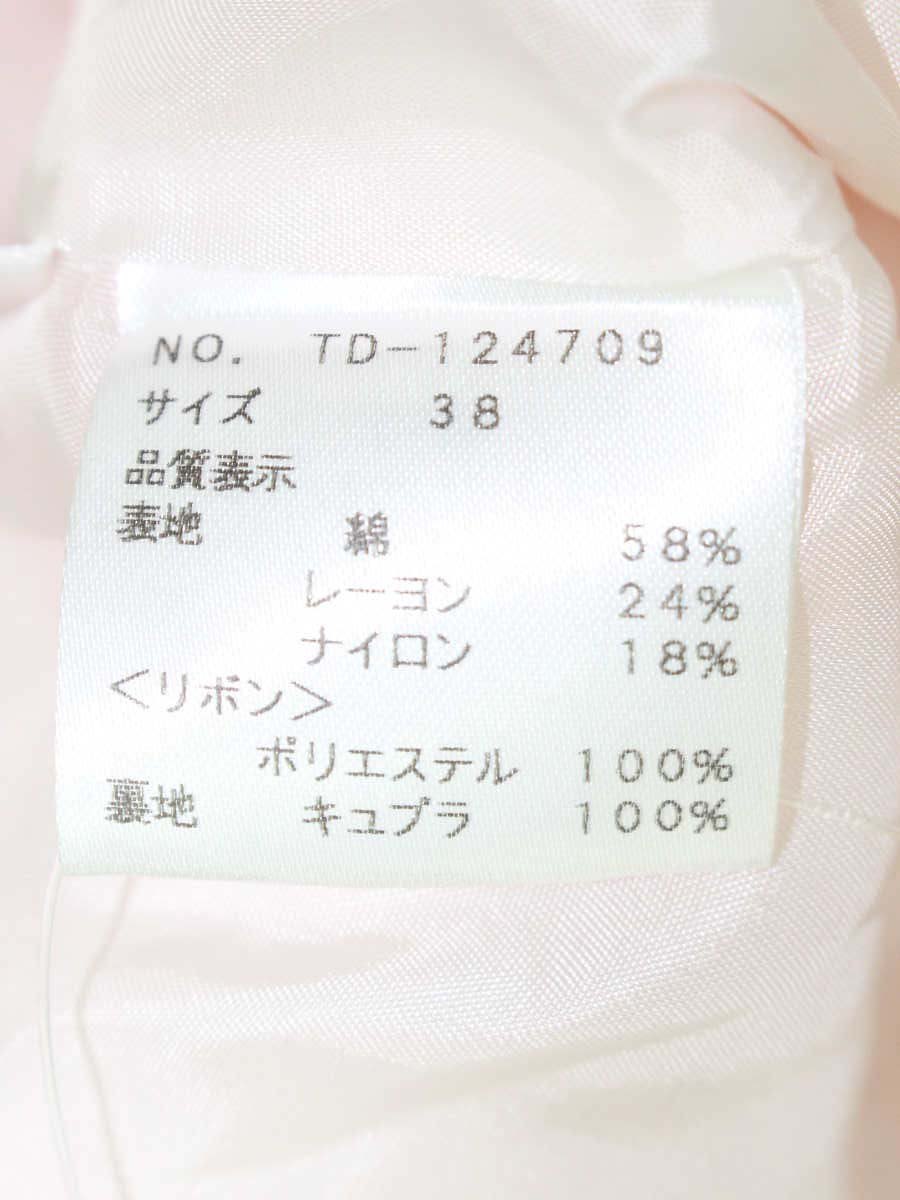 NO. TD-124709
サイズ 38
品質表示
表地 綿 58%
レーヨン 24%
ナイロン 18%
<リボン>
ポリエステル 100%
裏地 キュプラ 100%